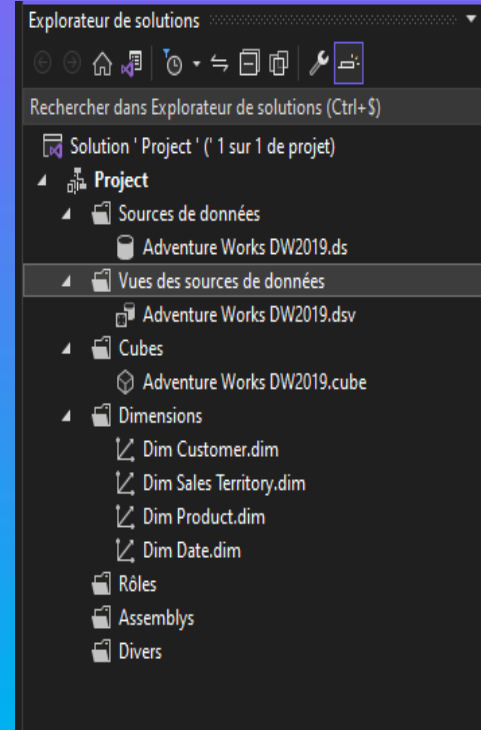 Explorateur de solutions
Rechercher dans Explorateur de solutions (Ctrl+$)
Solution ' Project ' (' 1 sur 1 de projet)
Project
Sources de données
Adventure Works DW2019.ds
Vues des sources de données
Adventure Works DW2019.dsv
Cubes
Adventure Works DW2019.cube
Dimensions
Dim Customer.dim
Dim Sales Territory.dim
Dim Product.dim
Dim Date.dim
Rôles
Assemblys
Divers